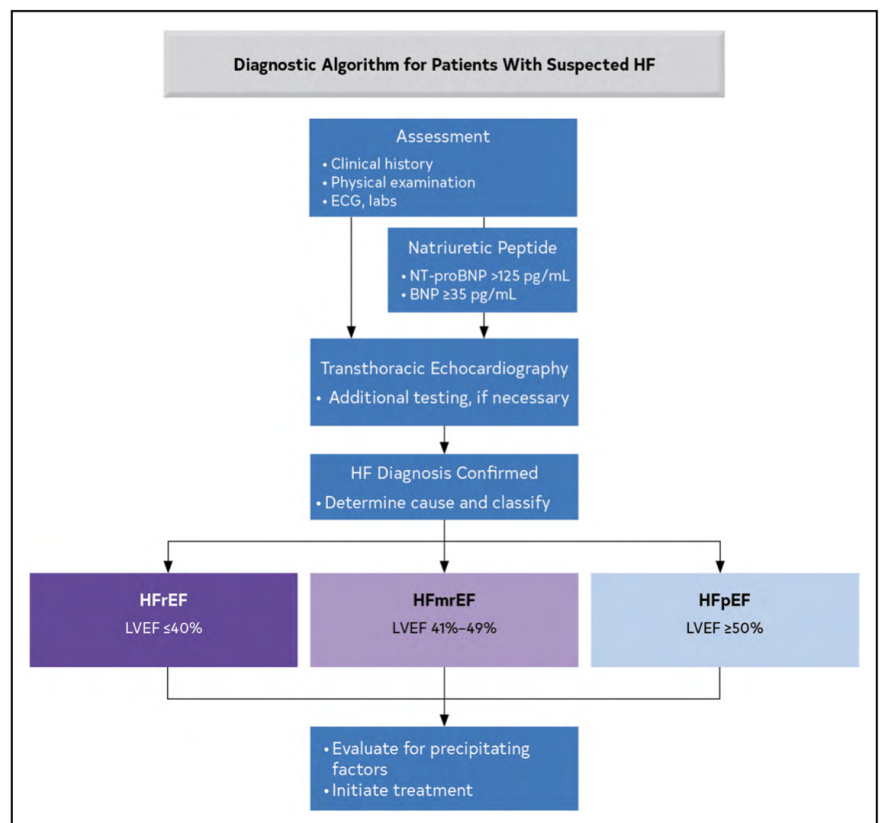 Diagnostic Algorithm for Patients With Suspected HF
Assessment
• Clinical history
• Physical examination
• ECG, labs
Natriuretic Peptide
• NT-proBNP >125 pg/mL
• BNP ≥35 pg/mL
Transthoracic Echocardiography
• Additional testing, if necessary
HF Diagnosis Confirmed
• Determine cause and classify
HFrEF
LVEF ≤40%
HFmrEF
LVEF 41%–49%
HFpEF
LVEF ≥50%
• Evaluate for precipitating
factors
• Initiate treatment